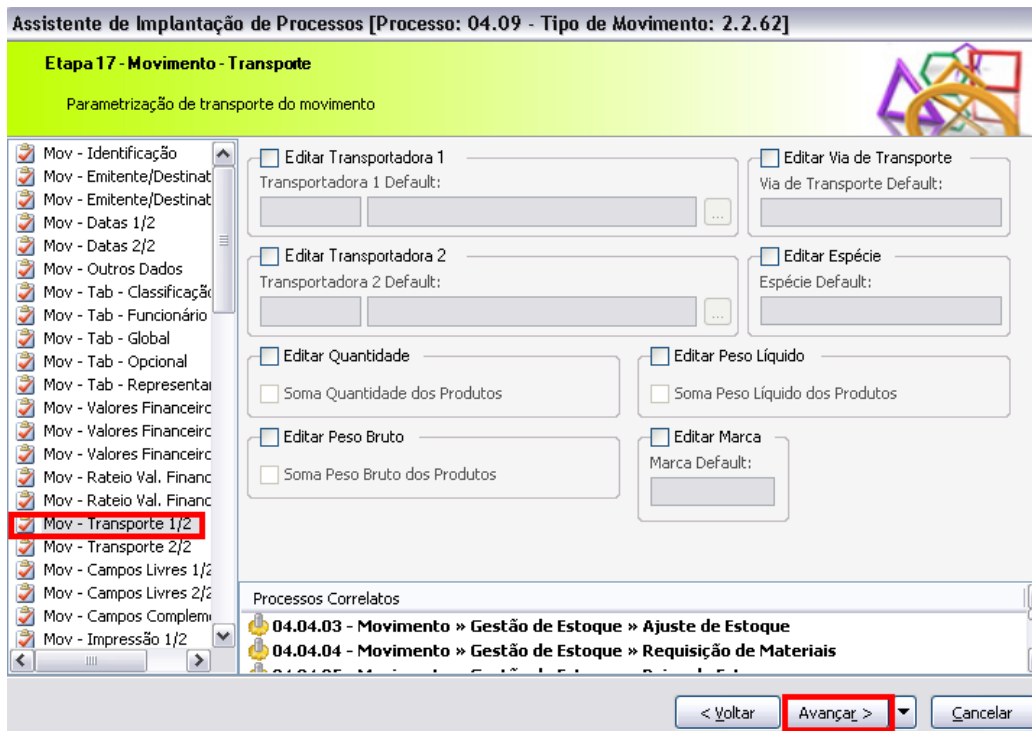 Assistente de Implantação de Processos [Processo: 04.09 - Tipo de Movimento: 2.2.62]
Etapa 17 - Movimento - Transporte
Parametrização de transporte do movimento
Mov - Identificação
Mov - Emitente/Destinat
Mov - Emitente/Destinat
Mov - Datas 1/2
Mov - Datas 2/2
Mov - Outros Dados
Mov - Tab - Classificaçã
Mov - Tab - Funcionário
Mov - Tab - Global
Mov - Tab - Opcional
Mov - Tab - Representa
Mov - Valores Financeiro
Mov - Valores Financeiro
Mov - Valores Financeiro
Mov - Rateio Val. Financ
Mov - Rateio Val. Financ
Mov - Transporte 1/2
Mov - Transporte 2/2
Mov - Campos Livres 1/2
Mov - Campos Livres 2/2
Mov - Campos Complem
Mov - Impressão 1/2
Editar Transportadora 1
Transportadora 1 Default:
...
Editar Via de Transporte
Via de Transporte Default:
Editar Transportadora 2
Transportadora 2 Default:
...
Editar Espécie
Espécie Default:
Editar Quantidade
Soma Quantidade dos Produtos
Editar Peso Líquido
Soma Peso Líquido dos Produtos
Editar Peso Bruto
Soma Peso Bruto dos Produtos
Editar Marca
Marca Default:
Processos Correlatos
04.04.03 - Movimento » Gestão de Estoque » Ajuste de Estoque
04.04.04 - Movimento » Gestão de Estoque » Requisição de Materiais
< Voltar
Avançar >
Cancelar